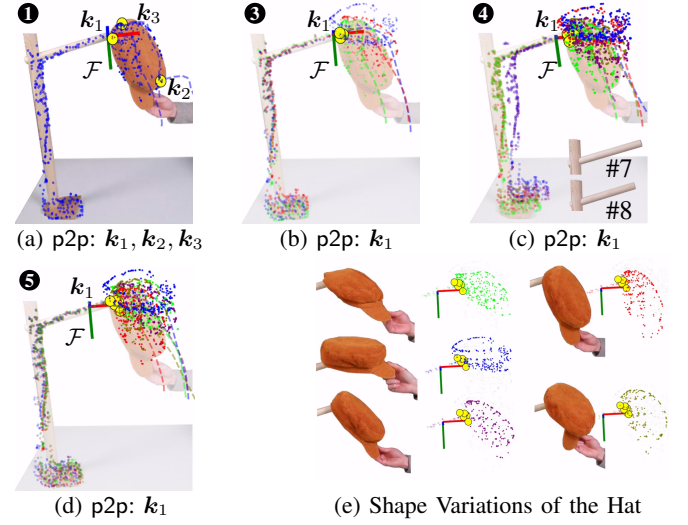 ❶ k₁ k₃
F
k₂
(a) p2p: k₁, k₂, k₃
❸ k₁
F
(b) p2p: k₁
❹ k₁
F
#7
#8
(c) p2p: k₁
❺ k₁
F
(d) p2p: k₁
(e) Shape Variations of the Hat